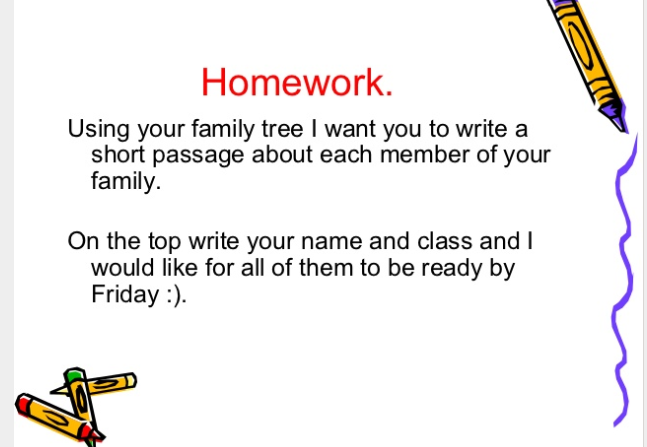 Homework.
Using your family tree I want you to write a
short passage about each member of your
family.
On the top write your name and class and I
would like for all of them to be ready by
Friday :).